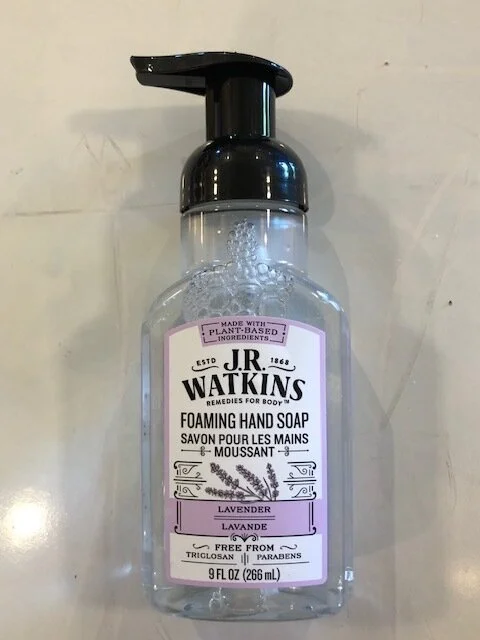 MADE WITH
PLANT-BASED
INGREDIENTS
ESTD 1868
J.R.
WATKINS
REMEDIES FOR BODY™
FOAMING HAND SOAP
SAVON POUR LES MAINS
MOUSSANT
LAVENDER
LAVANDE
FREE FROM
TRIGLOSAN PARABENS
9 FL OZ (266 mL)